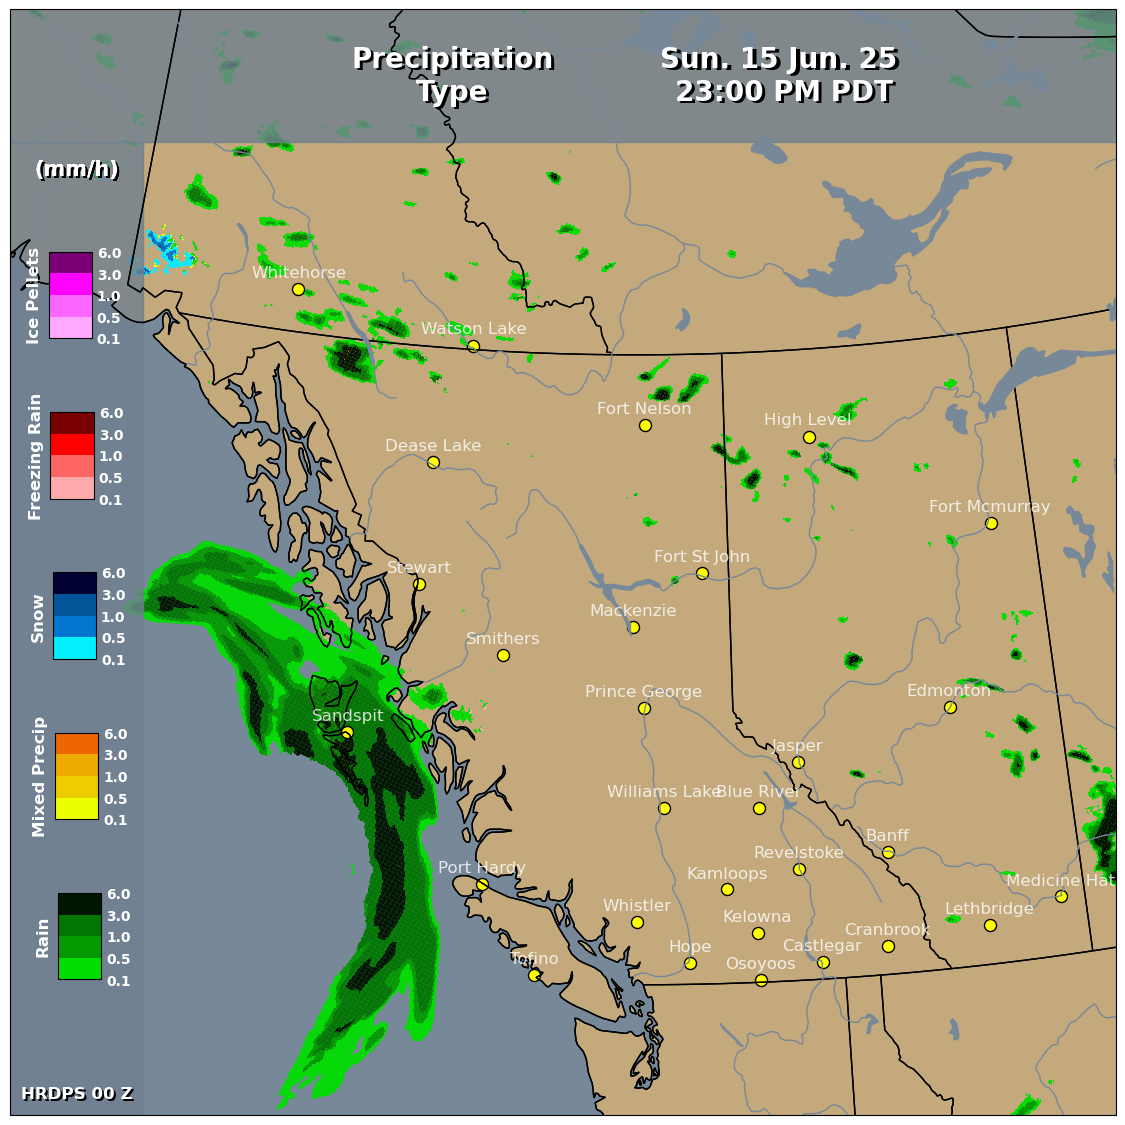 Precipitation
Type
Sun. 15 Jun. 25
23:00 PM PDT
(mm/h)
Ice Pellets
6.0
3.0
1.0
0.5
0.1
Freezing Rain
6.0
3.0
1.0
0.5
0.1
Snow
6.0
3.0
1.0
0.5
0.1
Mixed Precip
6.0
3.0
1.0
0.5
0.1
Rain
6.0
3.0
1.0
0.5
0.1
HRDPS 00 Z
Whitehorse
Watson Lake
Fort Nelson
High Level
Dease Lake
Fort Mcmurray
Fort St John
Stewart
Mackenzie
Smithers
Prince George
Edmonton
Sandspit
Jasper
Williams Lake
Blue River
Banff
Revelstoke
Port Hardy
Kamloops
Medicine Hat
Whistler
Kelowna
Lethbridge
Cranbrook
Hope
Castlegar
Tofino
Osoyoos